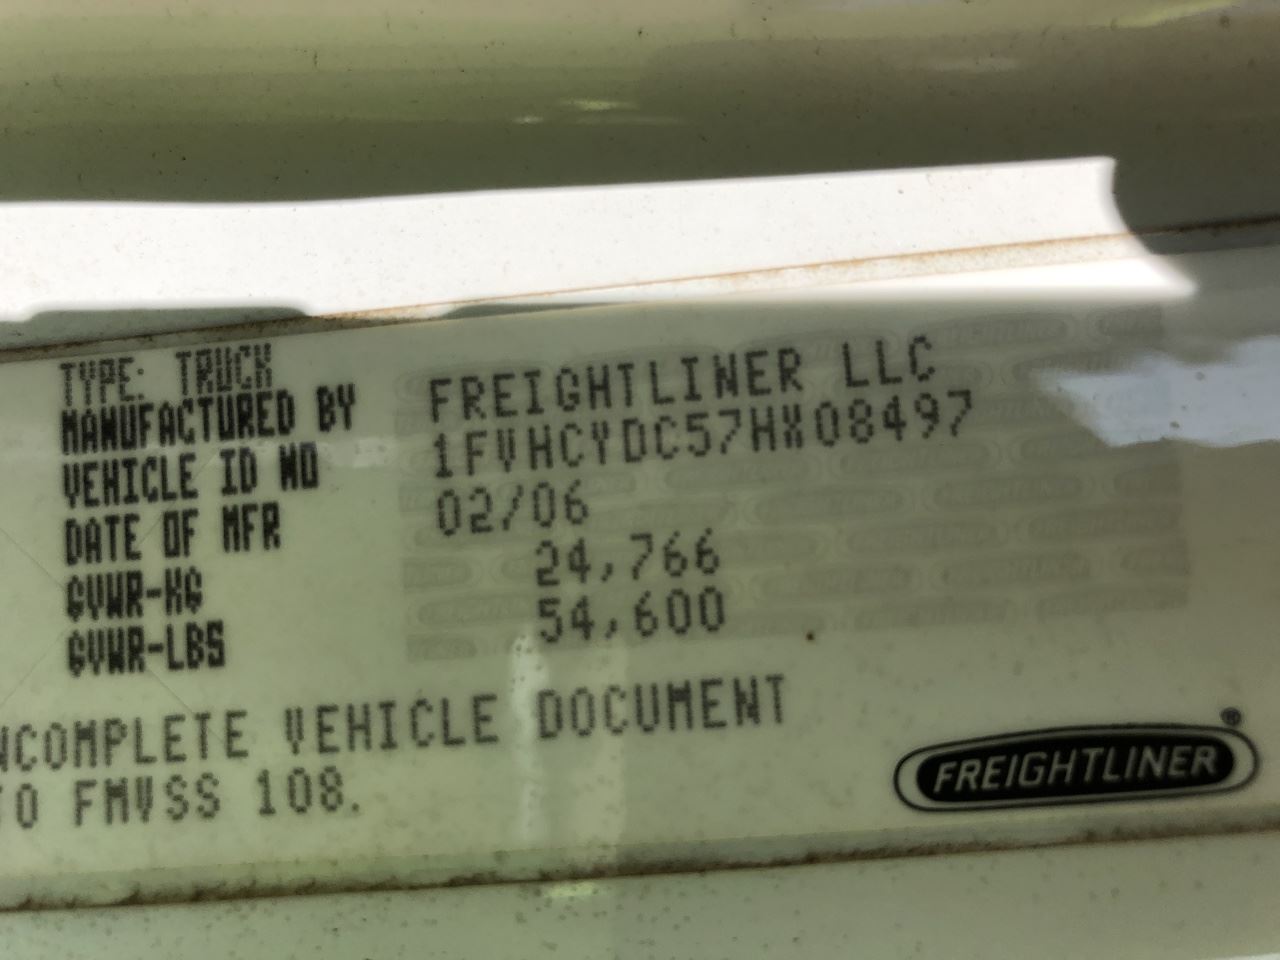 TYPE: TRUCK
MANUFACTURED BY FREIGHTLINER LLC
VEHICLE ID NO 1FVHCYDC57HX08497
DATE OF MFR 02/06
GVWR-KG 24,766
GVWR-LBS 54,600
NCOMPLETE VEHICLE DOCUMENT
TO FMVSS 108.
FREIGHTLINER®